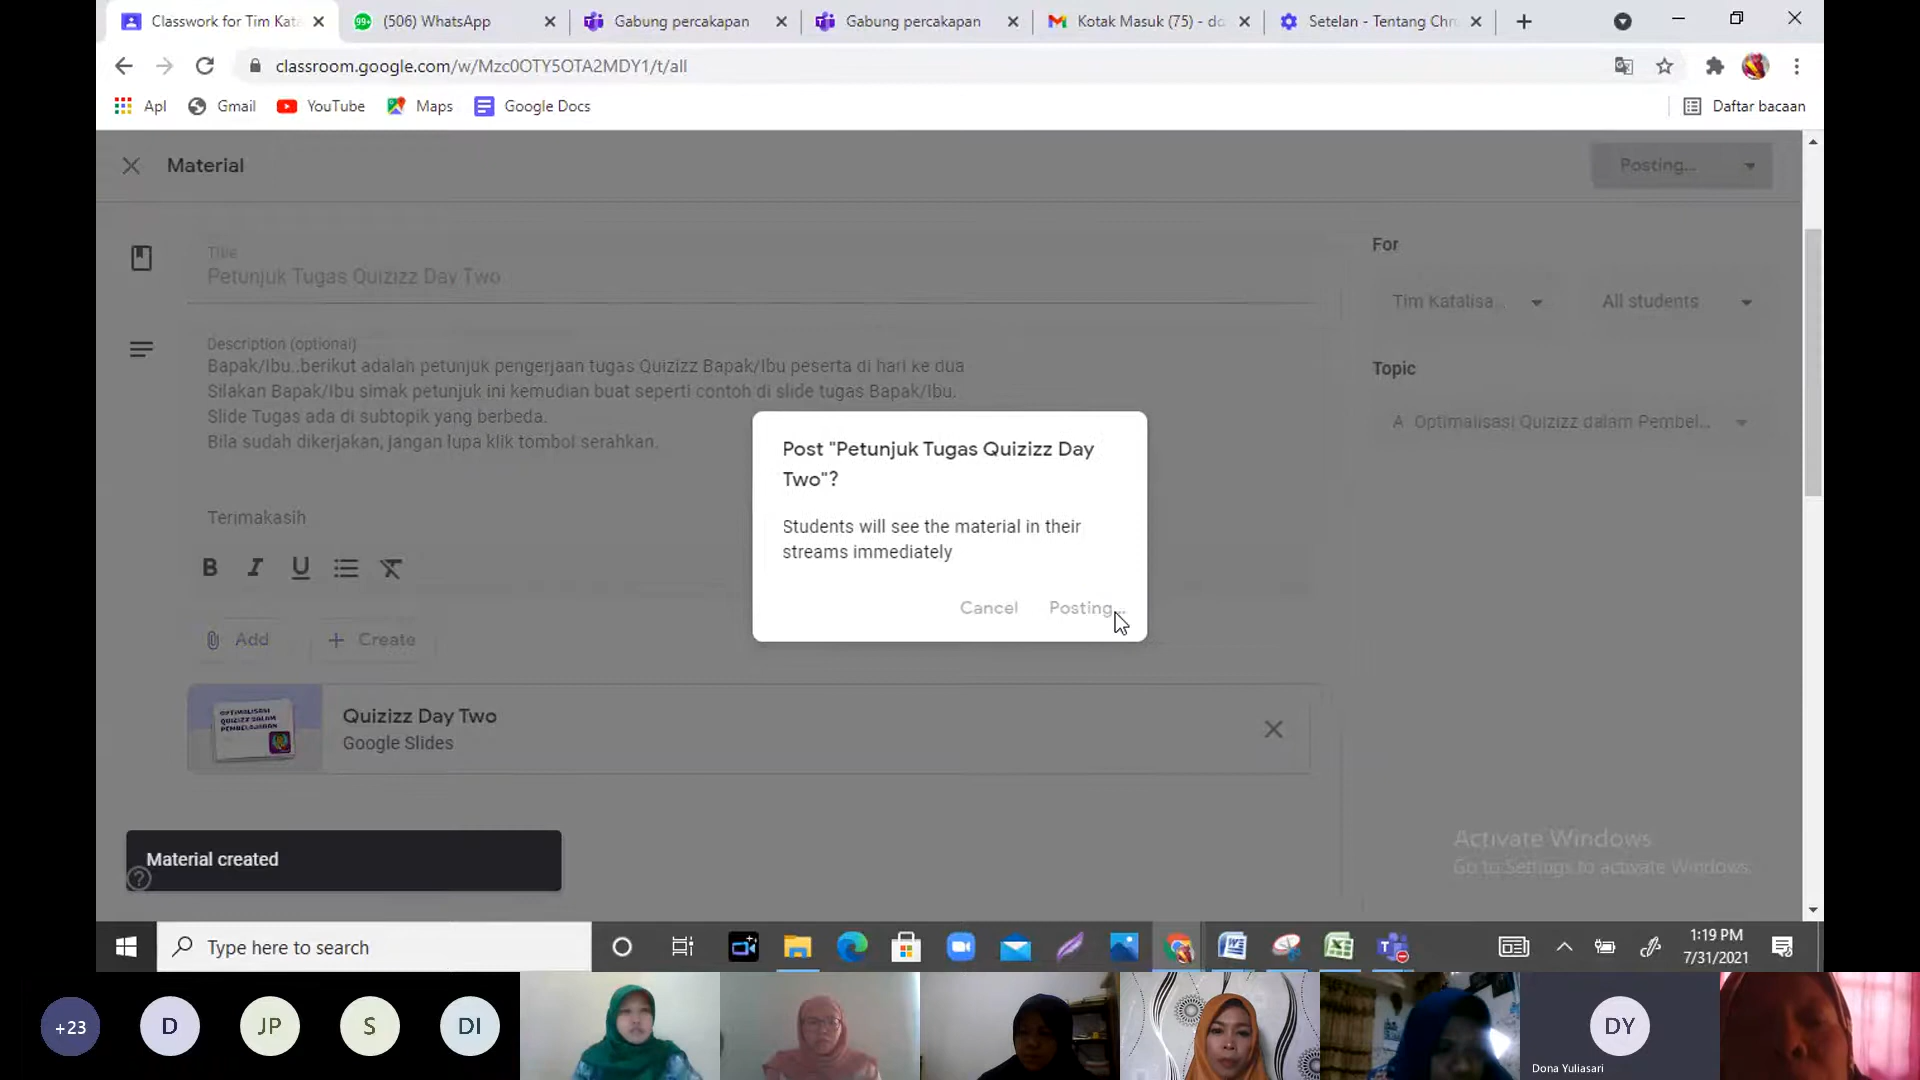 Classwork for Tim Kata
(506) WhatsApp
Gabung percakapan
Gabung percakapan
Kotak Masuk (75) - do
Setelan - Tentang Chr
classroom.google.com/w/Mzc0OTY5OTA2MDY1/t/all
Apl
Gmail
YouTube
Maps
Google Docs
Daftar bacaan
Material
Posting...
Title
Petunjuk Tugas Quizizz Day Two
For
Tim Katalisa...
All students
Description (optional)
Bapak/Ibu..berikut adalah petunjuk pengerjaan tugas Quizizz Bapak/Ibu peserta di hari ke dua
Silakan Bapak/Ibu simak petunjuk ini kemudian buat seperti contoh di slide tugas Bapak/Ibu.
Slide Tugas ada di subtopik yang berbeda.
Bila sudah dikerjakan, jangan lupa klik tombol serahkan.
Terimakasih
Topic
A Optimalisasi Quizizz dalam Pembel...
Post "Petunjuk Tugas Quizizz Day
Two"?
Students will see the material in their
streams immediately
Cancel
Posting...
B I U
Add
Create
OPTIMALISASI
QUIZIZZ DALAM
PEMBELAJARAN
Quizizz Day Two
Google Slides
Material created
Activate Windows
Go to Settings to activate Windows.
Type here to search
1:19 PM
7/31/2021
+23
D
JP
S
DI
DY
Dona Yuliasari